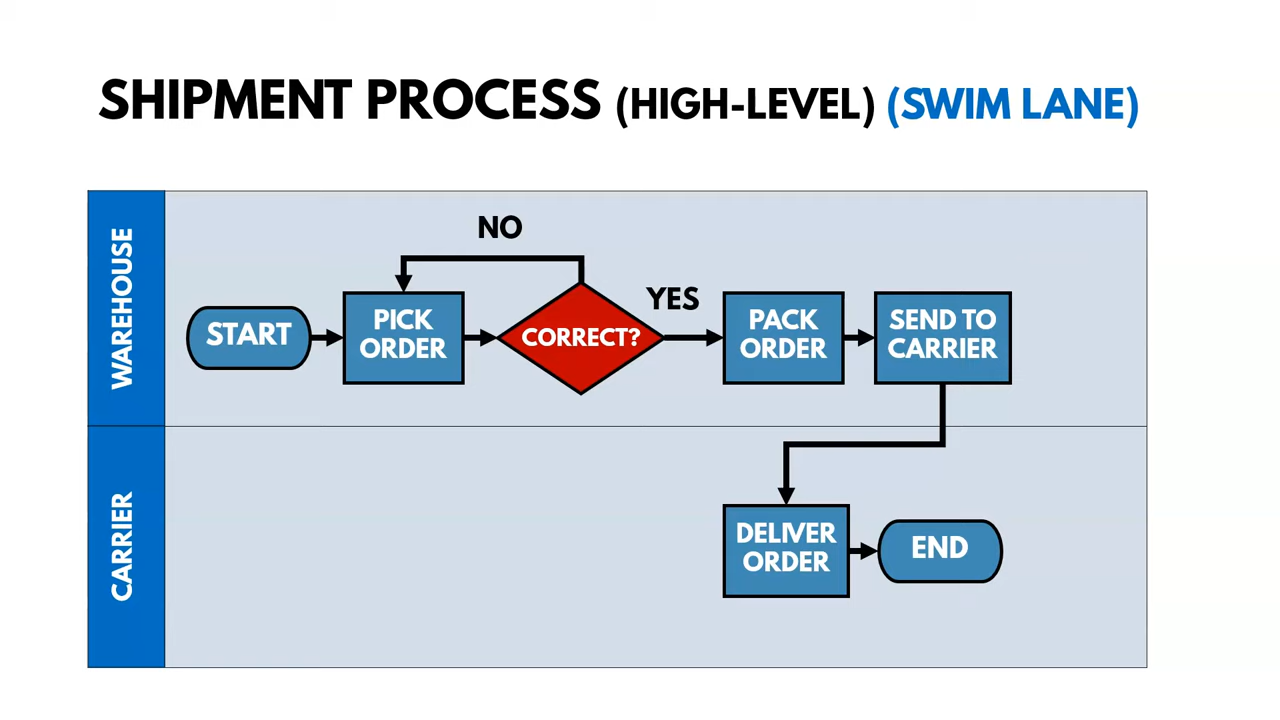 SHIPMENT PROCESS (HIGH-LEVEL) (SWIM LANE)
WAREHOUSE
NO
START
PICK
ORDER
CORRECT?
YES
PACK
ORDER
SEND TO
CARRIER
CARRIER
DELIVER
ORDER
END